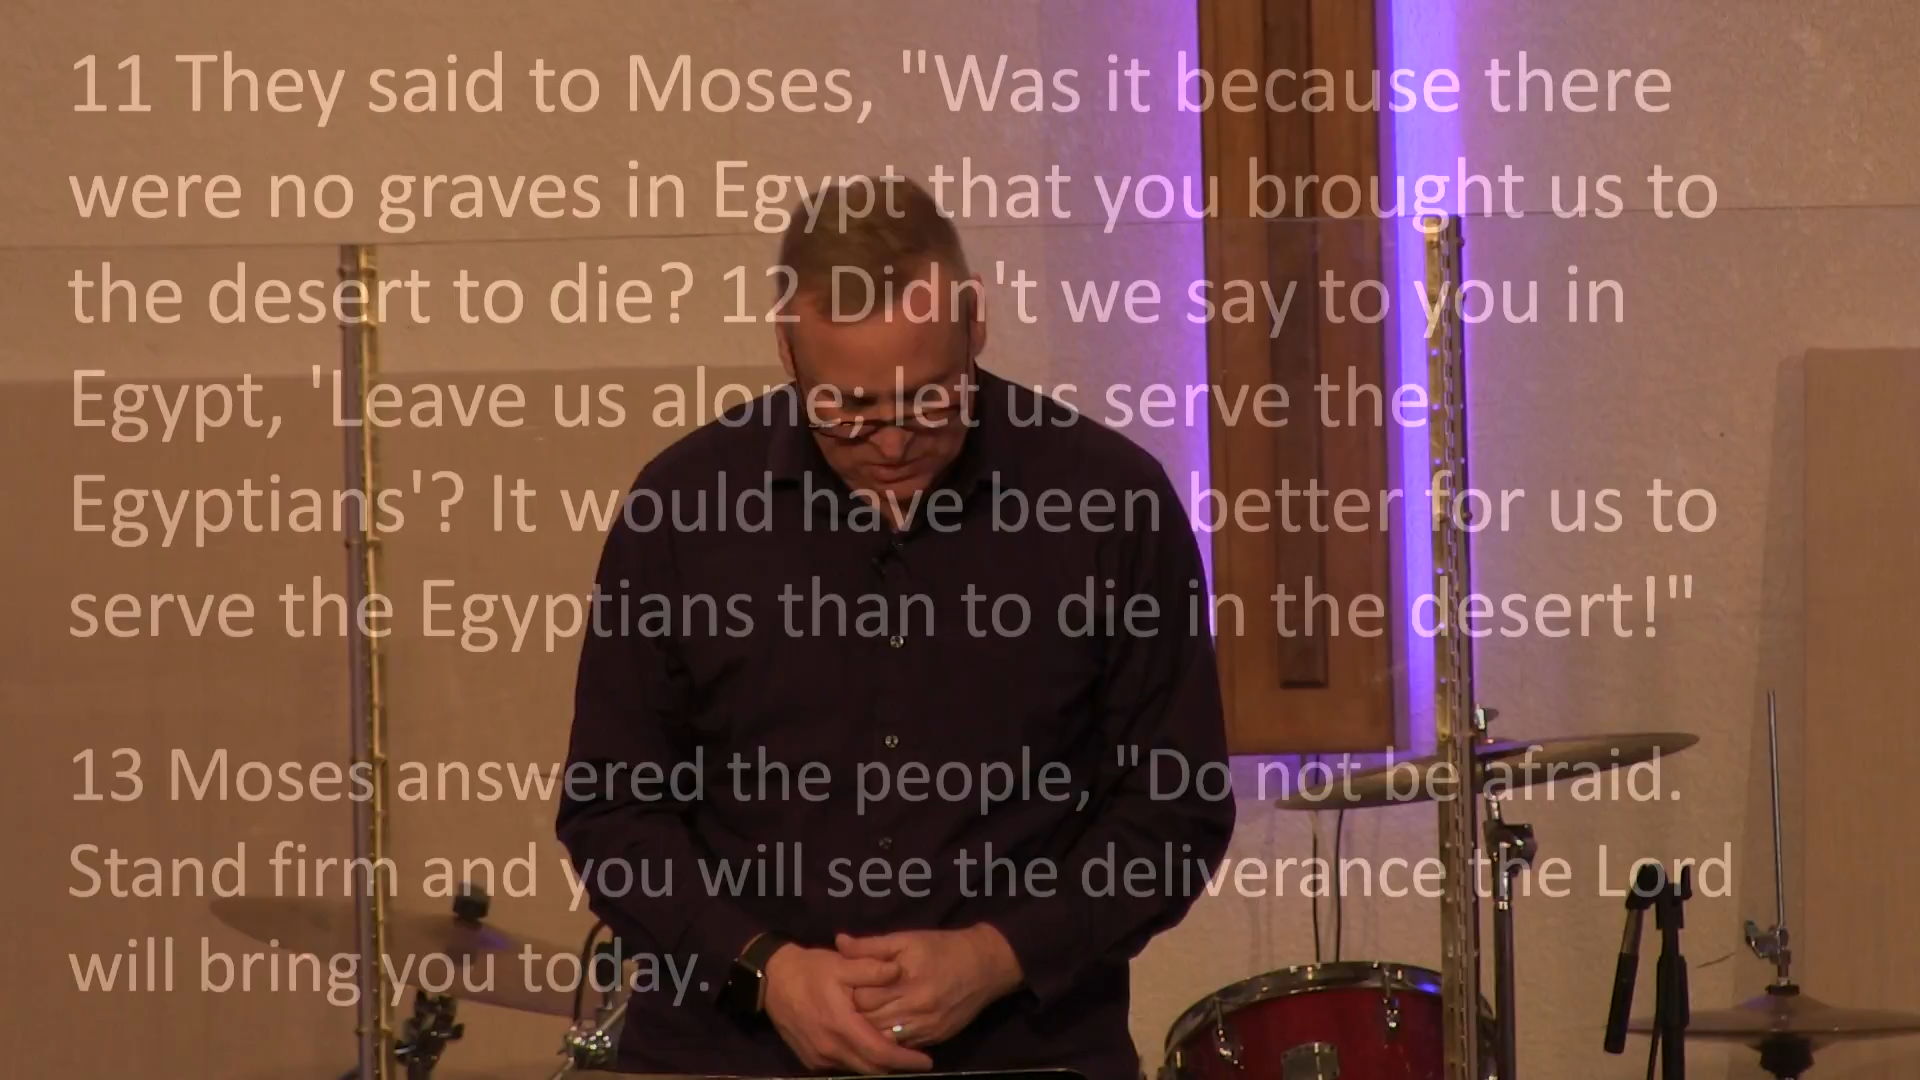 11 They said to Moses, "Was it because there
were no graves in Egypt that you brought us to
the desert to die? 12 Didn't we say to you in
Egypt, 'Leave us alone; let us serve the
Egyptians'? It would have been better for us to
serve the Egyptians than to die in the desert!"
13 Moses answered the people, "Do not be afraid.
Stand firm and you will see the deliverance the Lord
will bring you today.